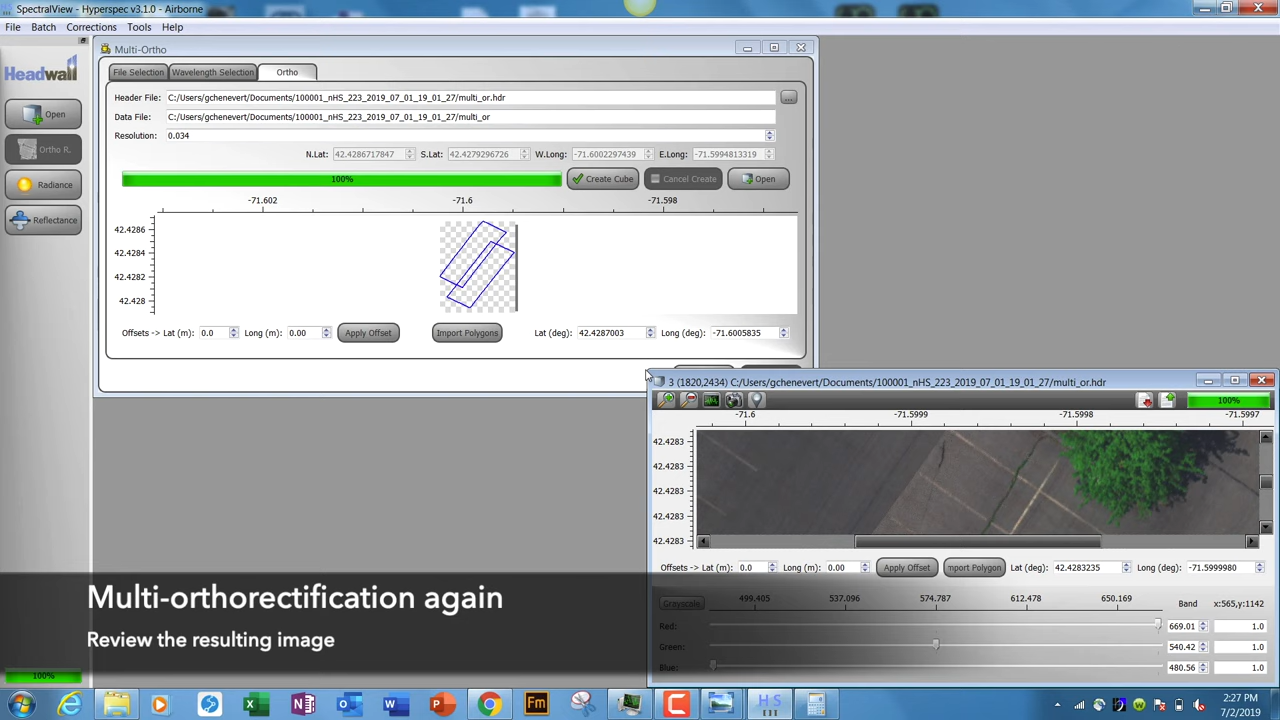 SpectralView - Hyperspec v3.1.0 - Airborne
File Batch Corrections Tools Help
Headwall
Open
Ortho R.
Radiance
Reflectance
100%
Multi-Ortho
File Selection Wavelength Selection Ortho
Header File: C:/Users/gchenevert/Documents/100001_nHS_223_2019_07_01_19_01_27/multi_or.hdr ...
Data File: C:/Users/gchenevert/Documents/100001_nHS_223_2019_07_01_19_01_27/multi_or
Resolution: 0.034
N.Lat: 42.4286717847 S.Lat: 42.4279296726 W.Long: -71.6002297439 E.Long: -71.5994813319
100% Create Cube Cancel Create Open
-71.602 -71.6 -71.598
42.4286
42.4284
42.4282
42.428
Offsets -> Lat (m): 0.0 Long (m): 0.00 Apply Offset Import Polygons Lat (deg): 42.4287003 Long (deg): -71.6005835
3 (1820,2434) C:/Users/gchenevert/Documents/100001_nHS_223_2019_07_01_19_01_27/multi_or.hdr
100%
-71.6 -71.5999 -71.5998 -71.5997
42.4283
42.4283
42.4283
42.4283
42.4283
Offsets -> Lat (m): 0.0 Long (m): 0.00 Apply Offset mport Polygon Lat (deg): 42.4283235 Long (deg): -71.5999980
Grayscale 499.405 537.096 574.787 612.478 650.169 Band x:565,y:1142
Red: 669.01 1.0
Green: 540.42 1.0
Blue: 480.56 1.0
Multi-orthorectification again
Review the resulting image
2:27 PM
7/2/2019